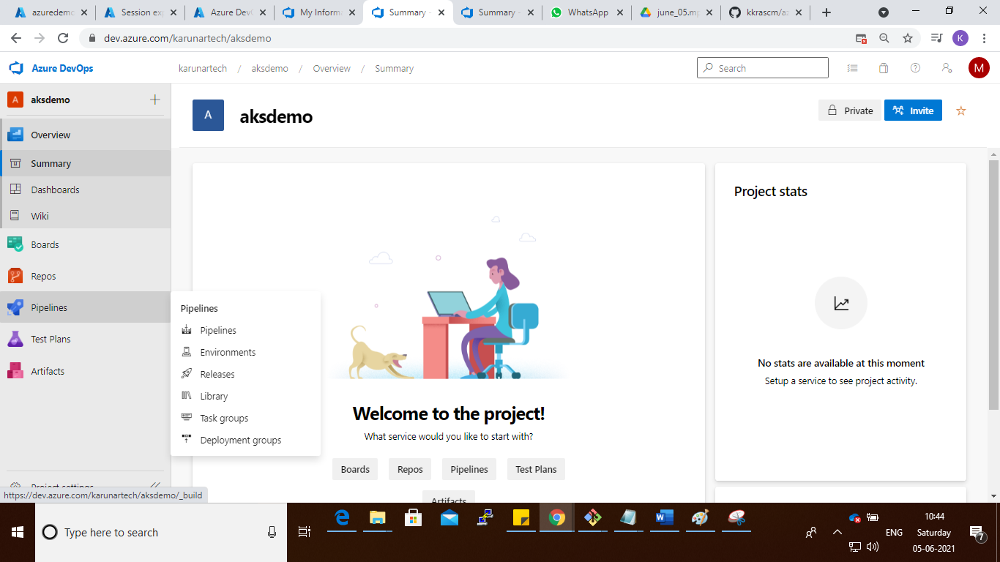 azuredemo
Session ex
Azure Dev
My Informa
Summary -
Summary -
WhatsApp
june_05.mp
kkrascm/az
dev.azure.com/karunartech/aksdemo
K
Azure DevOps
karunartech / aksdemo / Overview / Summary
Search
M
A aksdemo
Overview
Summary
Dashboards
Wiki
Boards
Repos
Pipelines
Test Plans
Artifacts
Project settings
https://dev.azure.com/karunartech/aksdemo/_build
Pipelines
Pipelines
Environments
Releases
Library
Task groups
Deployment groups
A aksdemo
Private
Invite
Welcome to the project!
What service would you like to start with?
Boards Repos Pipelines Test Plans
Artifacts
Project stats
No stats are available at this moment
Setup a service to see project activity.
Type here to search
ENG
10:44
Saturday
05-06-2021
7